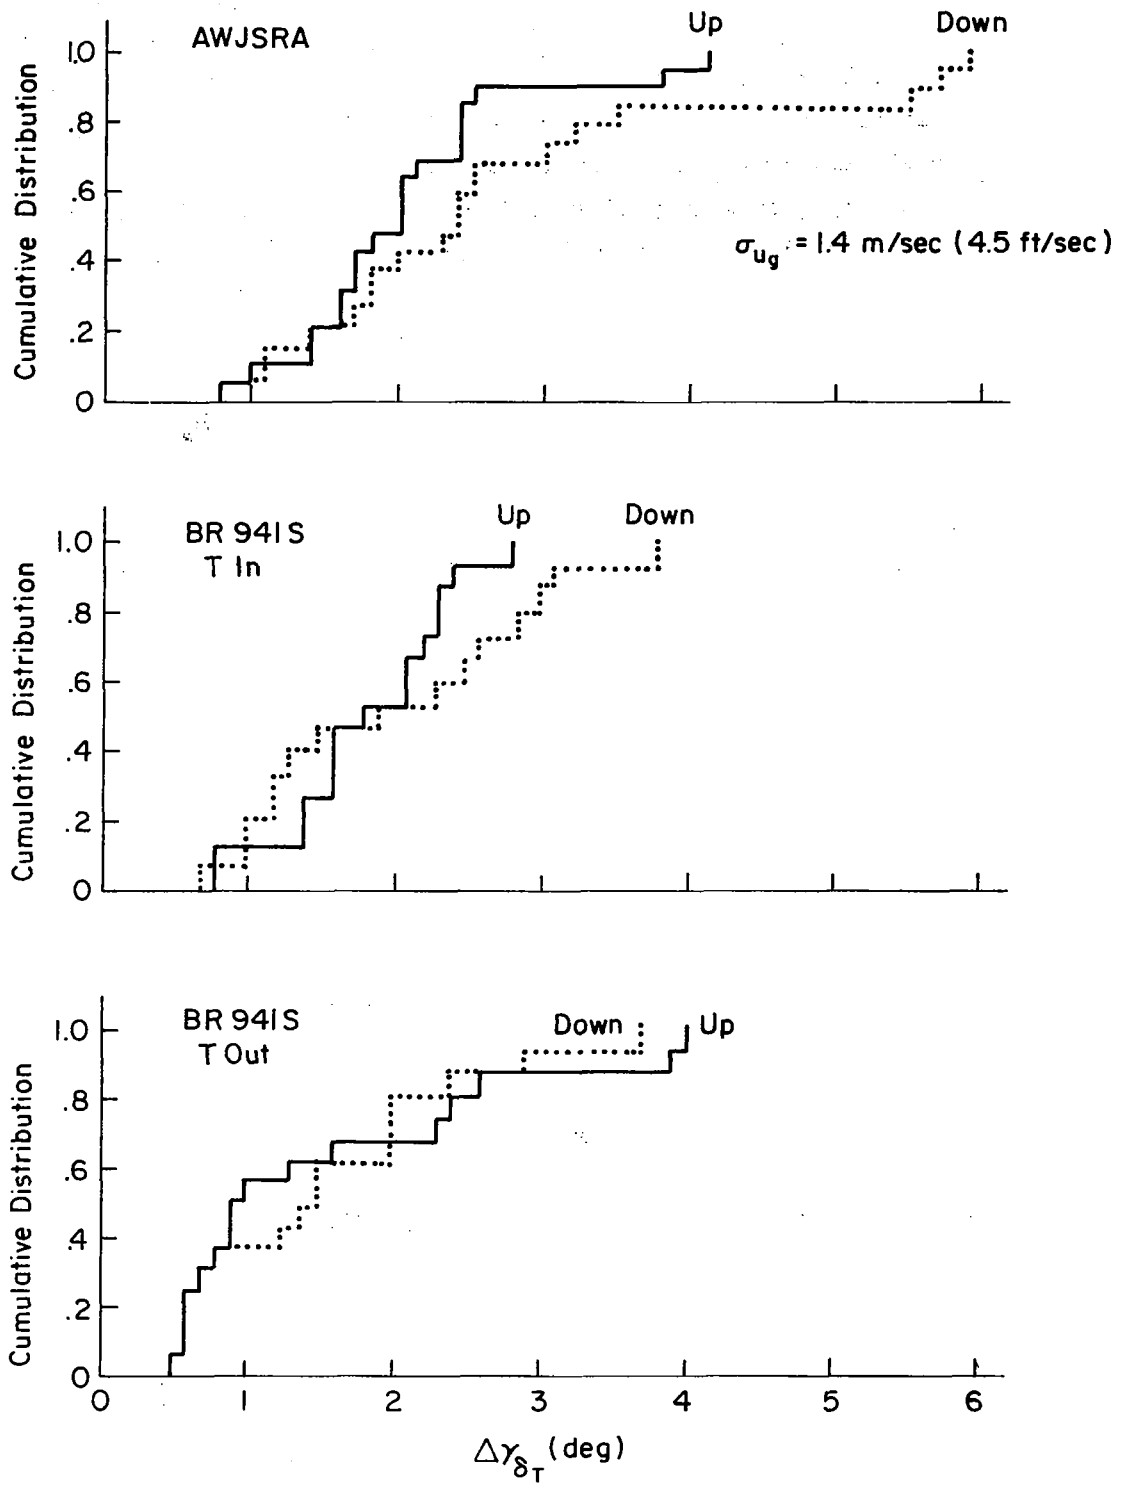 AWJSRA
Up
Down
1.0
.8
.6
.4
.2
0
Cumulative Distribution
σug = 1.4 m/sec (4.5 ft/sec)
BR 941S
T In
Up
Down
1.0
.8
.6
.4
.2
0
Cumulative Distribution
BR 941S
T Out
Down
Up
1.0
.8
.6
.4
.2
0
Cumulative Distribution
0 1 2 3 4 5 6
ΔγδT (deg)